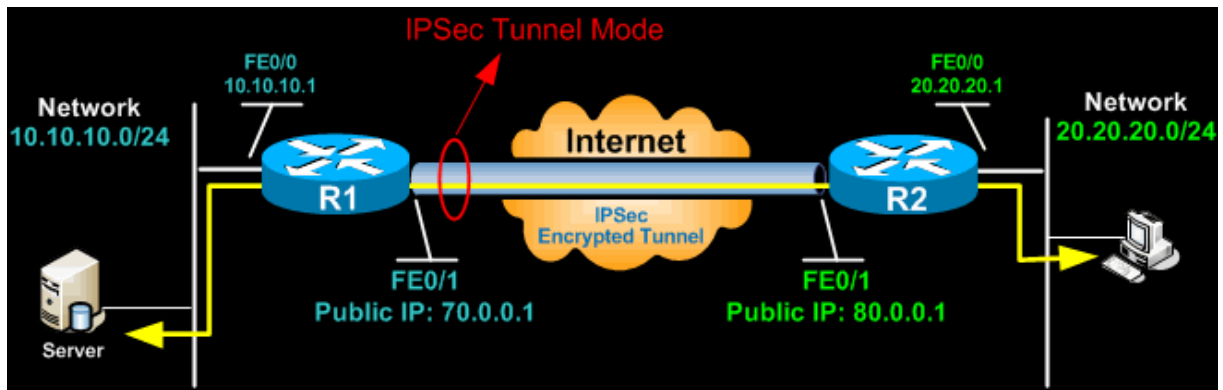 IPSec Tunnel Mode
FE0/0
10.10.10.1
FE0/0
20.20.20.1
Network
10.10.10.0/24
Internet
Network
20.20.20.0/24
R1
R2
IPSec
Encrypted Tunnel
FE0/1
Public IP: 70.0.0.1
FE0/1
Public IP: 80.0.0.1
Server